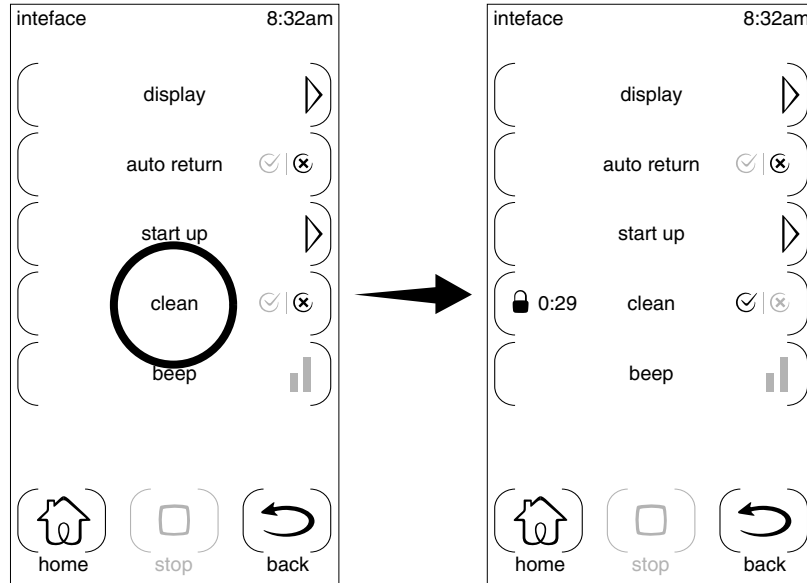 inteface 8:32am
display
auto return
start up
clean
beep
home stop back
inteface 8:32am
display
auto return
start up
0:29 clean
beep
home stop back